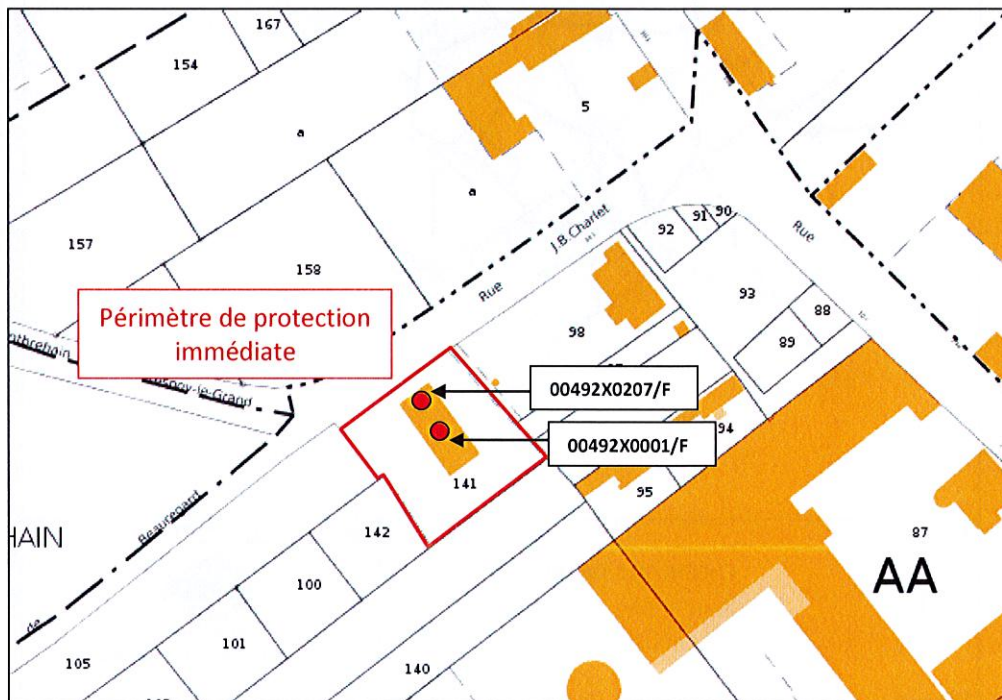 167
154
5
a
a
157
158
Rue
J.B.Charlet
Rue
92
91
90
93
88
89
98
Périmètre de protection
immédiate
00492X0207/F
00492X0001/F
94
95
141
142
100
101
105
140
87
AA
HAIN
Beauregard
de